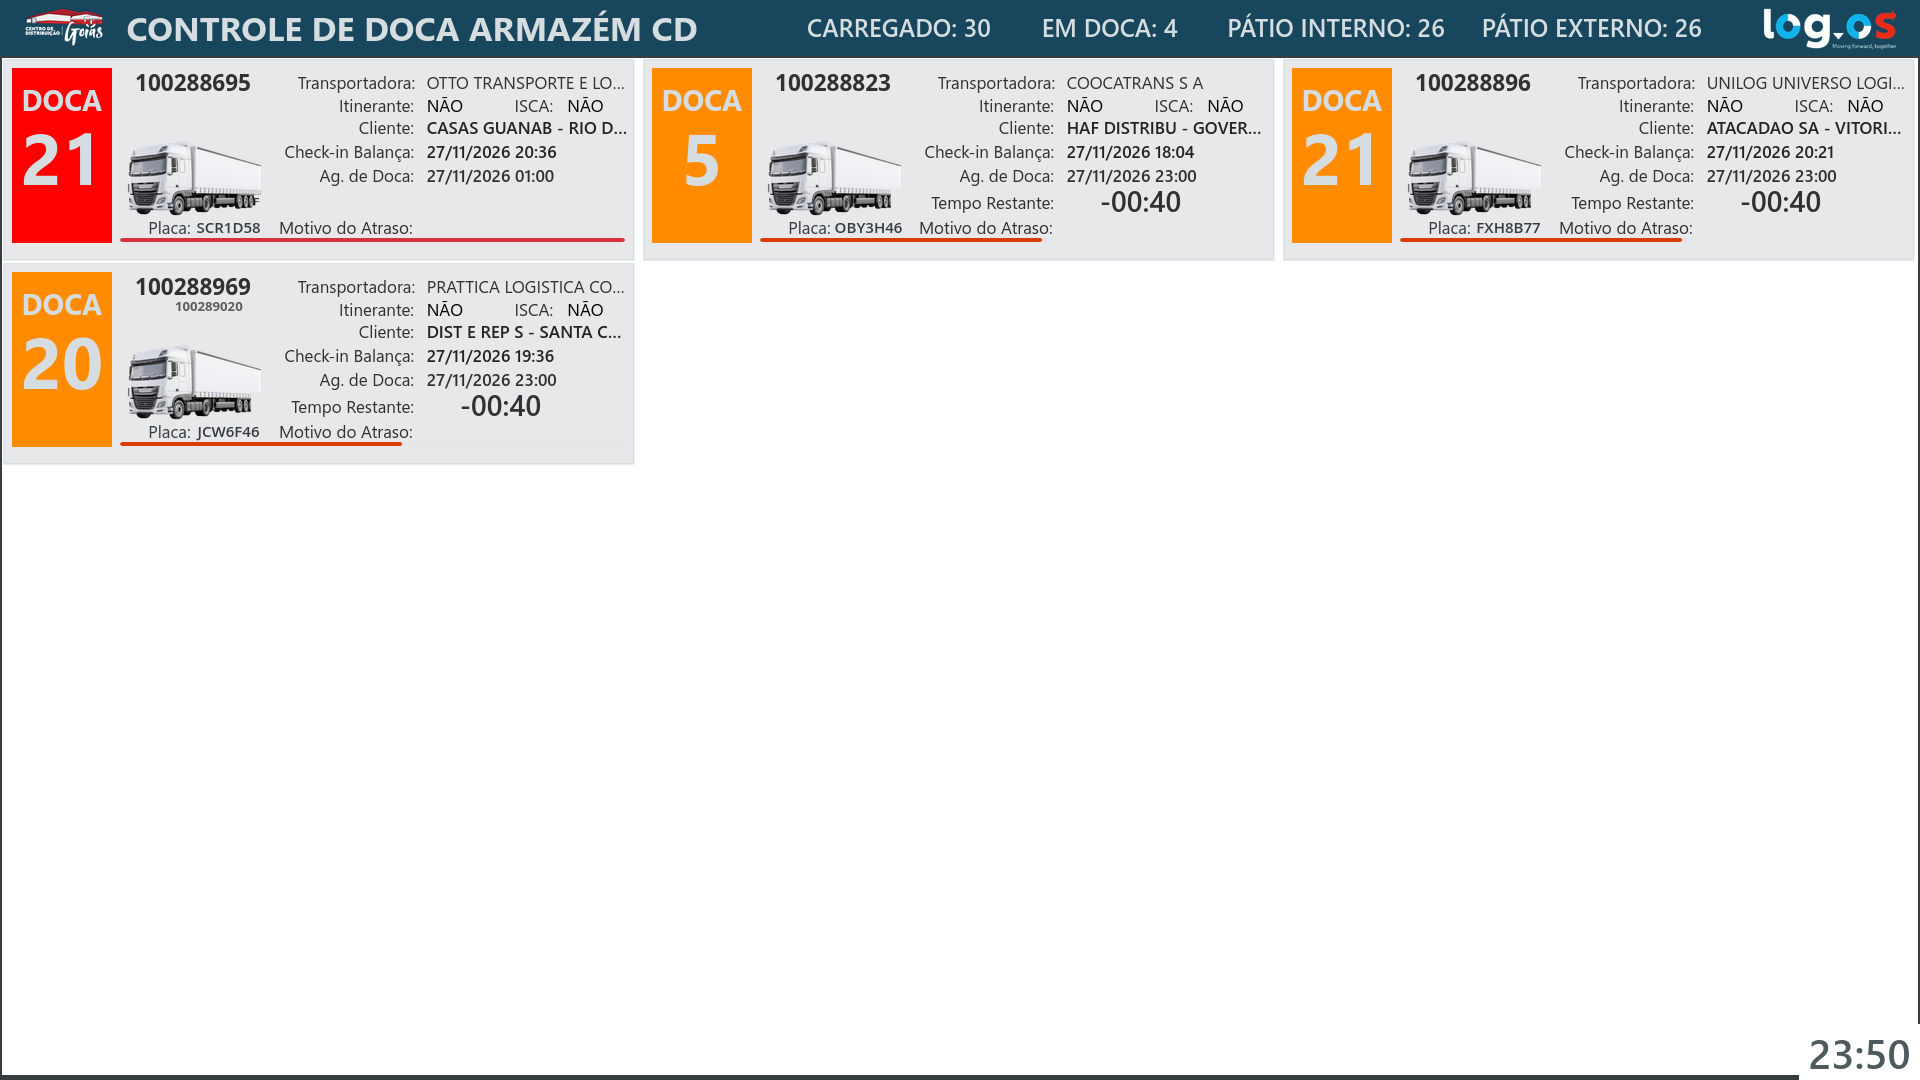 CENTRO DE DISTRIBUIÇÃO Goiás
CONTROLE DE DOCA ARMAZÉM CD
CARREGADO: 30
EM DOCA: 4
PÁTIO INTERNO: 26
PÁTIO EXTERNO: 26
log.os
Moving forward, together
DOCA
21
100288695
Transportadora: OTTO TRANSPORTE E LO...
Itinerante: NÃO ISCA: NÃO
Cliente: CASAS GUANAB - RIO D...
Check-in Balança: 27/11/2026 20:36
Ag. de Doca: 27/11/2026 01:00
Placa: SCR1D58 Motivo do Atraso:
DOCA
5
100288823
Transportadora: COOCATRANS S A
Itinerante: NÃO ISCA: NÃO
Cliente: HAF DISTRIBU - GOVER...
Check-in Balança: 27/11/2026 18:04
Ag. de Doca: 27/11/2026 23:00
Tempo Restante: -00:40
Placa: OBY3H46 Motivo do Atraso:
DOCA
21
100288896
Transportadora: UNILOG UNIVERSO LOGI...
Itinerante: NÃO ISCA: NÃO
Cliente: ATACADAO SA - VITORI...
Check-in Balança: 27/11/2026 20:21
Ag. de Doca: 27/11/2026 23:00
Tempo Restante: -00:40
Placa: FXH8B77 Motivo do Atraso:
DOCA
20
100288969
100289020
Transportadora: PRATTICA LOGISTICA CO...
Itinerante: NÃO ISCA: NÃO
Cliente: DIST E REP S - SANTA C...
Check-in Balança: 27/11/2026 19:36
Ag. de Doca: 27/11/2026 23:00
Tempo Restante: -00:40
Placa: JCW6F46 Motivo do Atraso:
23:50